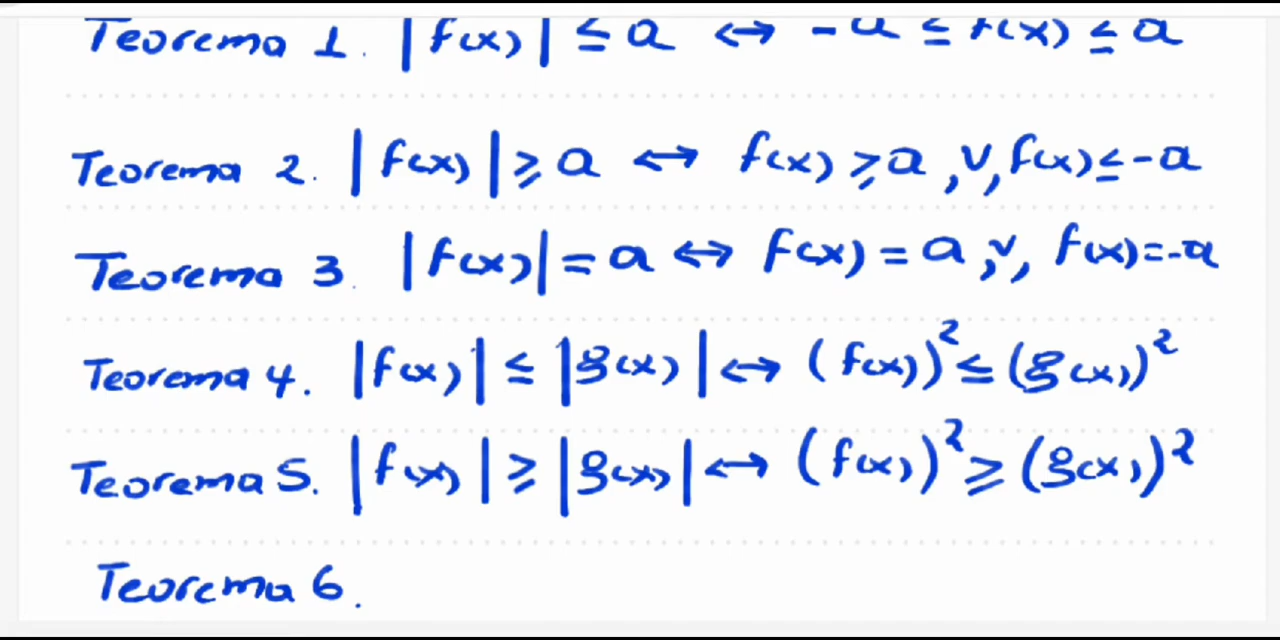 Teorema 1. |f(x)| ≤ a ↔ -a ≤ f(x) ≤ a
Teorema 2. |f(x)| ≥ a ↔ f(x) ≥ a ,v, f(x) ≤ -a
Teorema 3. |f(x)| = a ↔ f(x) = a ,v, f(x) = -a
Teorema 4. |f(x)| ≤ |g(x)| ↔ (f(x))² ≤ (g(x))²
Teorema 5. |f(x)| ≥ |g(x)| ↔ (f(x))² ≥ (g(x))²
Teorema 6.